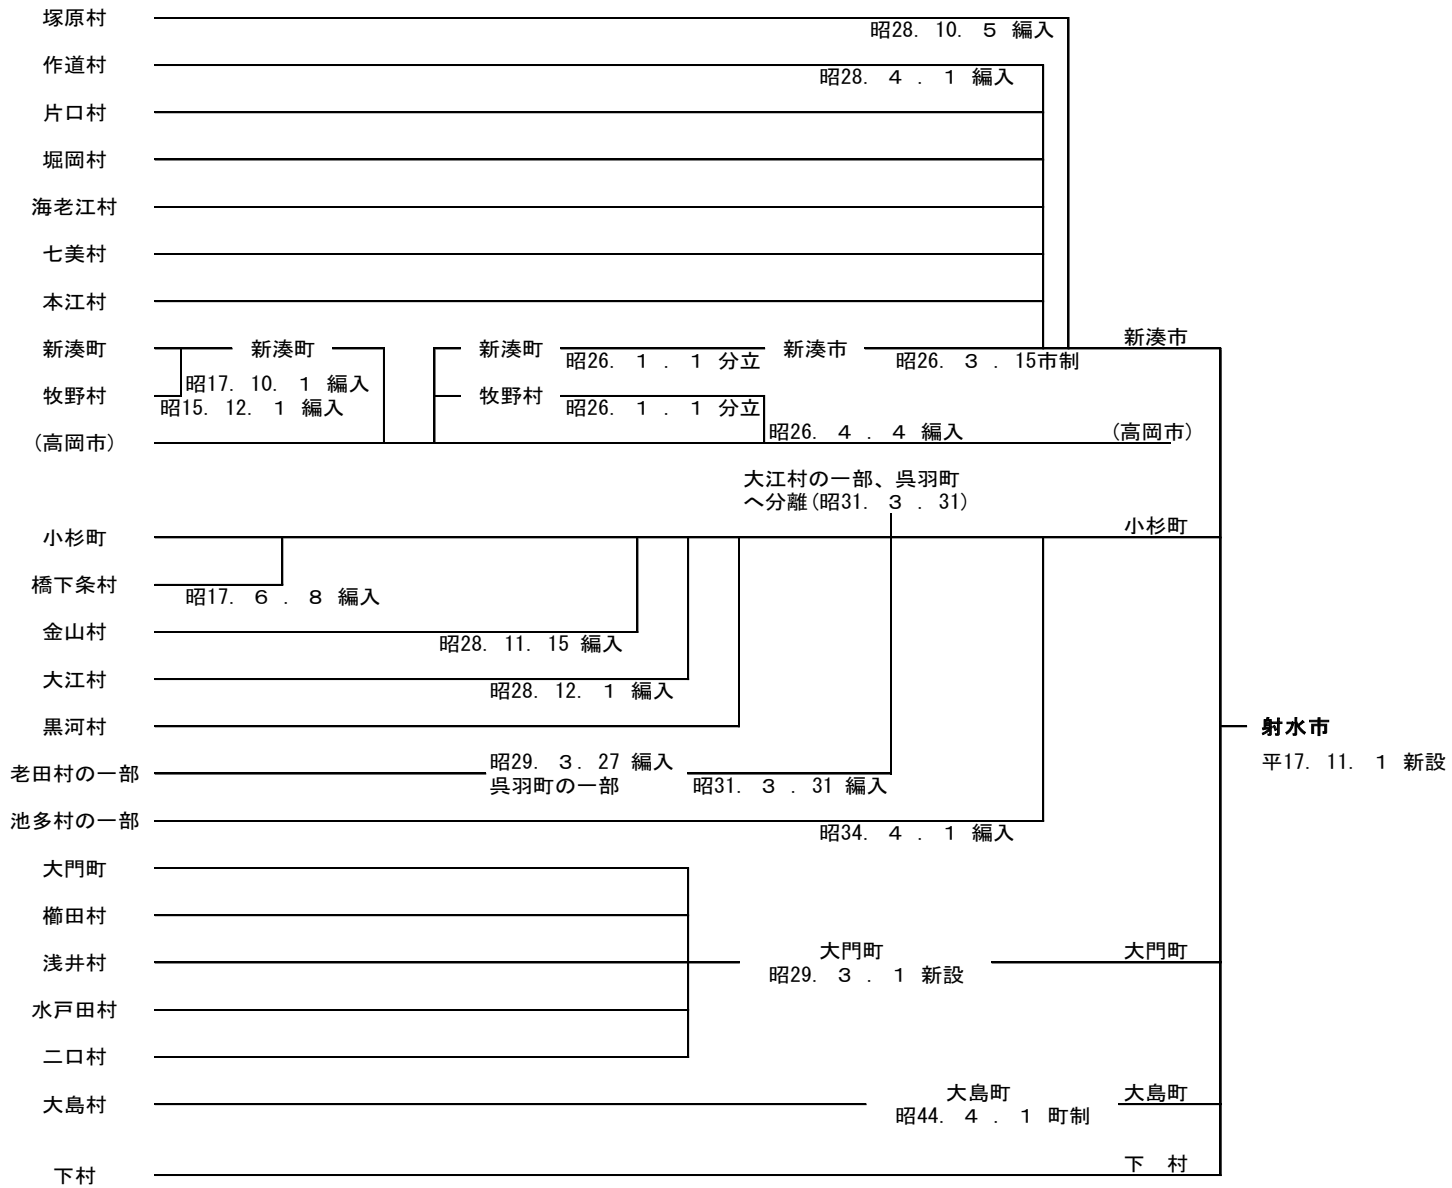 塚原村
昭28. 10. 5 編入
作道村
昭28. 4 . 1 編入
片口村
堀岡村
海老江村
七美村
本江村
新湊市
新湊町
新湊町
新湊町
昭26. 1 . 1 分立
新湊市
昭26. 3 . 15市制
昭17. 10. 1 編入
牧野村
昭15. 12. 1 編入
牧野村
昭26. 1 . 1 分立
(高岡市)
昭26. 4 . 4 編入
(高岡市)
大江村の一部、呉羽町
へ分離(昭31. 3 . 31)
小杉町
小杉町
橋下条村
昭17. 6 . 8 編入
金山村
昭28. 11. 15 編入
大江村
昭28. 12. 1 編入
黒河村
射水市
平17. 11. 1 新設
老田村の一部
昭29. 3. 27 編入
呉羽町の一部
昭31. 3 . 31 編入
池多村の一部
昭34. 4 . 1 編入
大門町
櫛田村
浅井村
大門町
昭29. 3 . 1 新設
大門町
水戸田村
二口村
大島村
大島町
昭44. 4 . 1 町制
大島町
下村
下 村